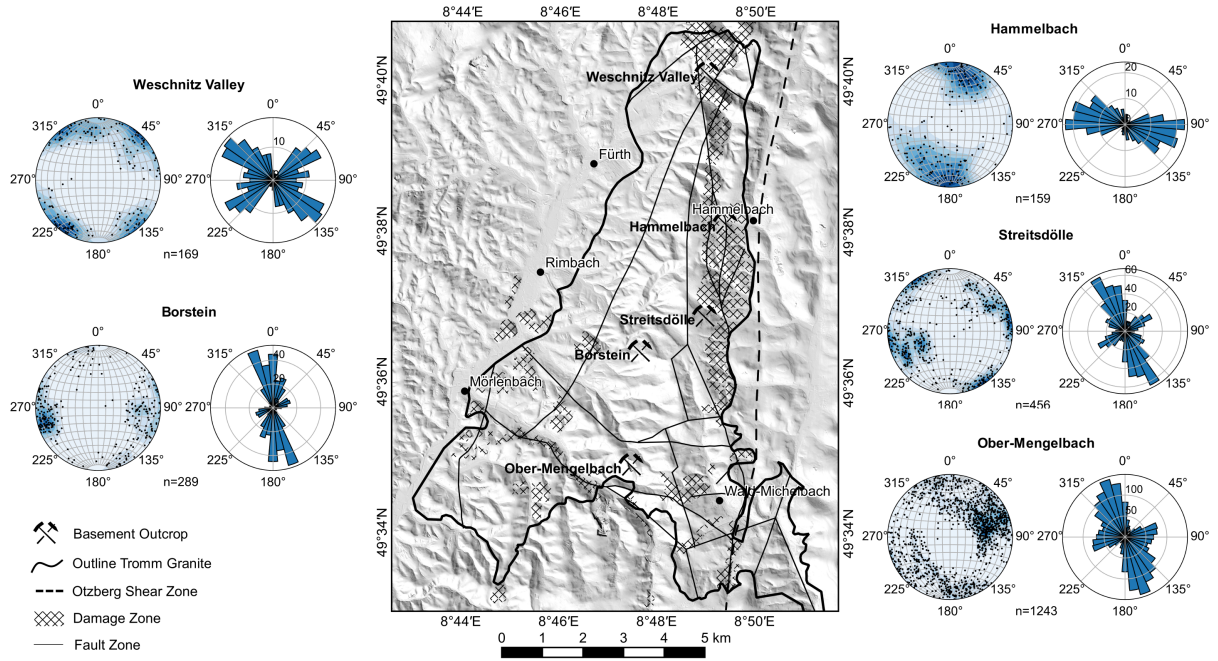 8°44′E 8°46′E 8°48′E 8°50′E
Weschnitz Valley
0°
45°
90°
135°
180°
225°
270°
315°
0°
45°
90°
135°
180°
225°
270°
315°
10
n=169
Borstein
0°
45°
90°
135°
180°
225°
270°
315°
0°
45°
90°
135°
180°
225°
270°
315°
40
20
n=289
Basement Outcrop
Outline Tromm Granite
Otzberg Shear Zone
Damage Zone
Fault Zone
49°40′N
49°38′N
49°36′N
49°34′N
Weschnitz Valley
Fürth
Hammelbach
Hammelbach
Rimbach
Streitsdölle
Borstein
Mörlenbach
Ober-Mengelbach
Wald-Michelbach
49°40′N
49°38′N
49°36′N
49°34′N
8°44′E 8°46′E 8°48′E 8°50′E
0 1 2 3 4 5 km
Hammelbach
0°
45°
90°
135°
180°
225°
270°
315°
0°
45°
90°
135°
180°
225°
270°
315°
20
10
n=159
Streitsdölle
0°
45°
90°
135°
180°
225°
270°
315°
0°
45°
90°
135°
180°
225°
270°
315°
60
40
20
n=456
Ober-Mengelbach
0°
45°
90°
135°
180°
225°
270°
315°
0°
45°
90°
135°
180°
225°
270°
315°
100
50
n=1243